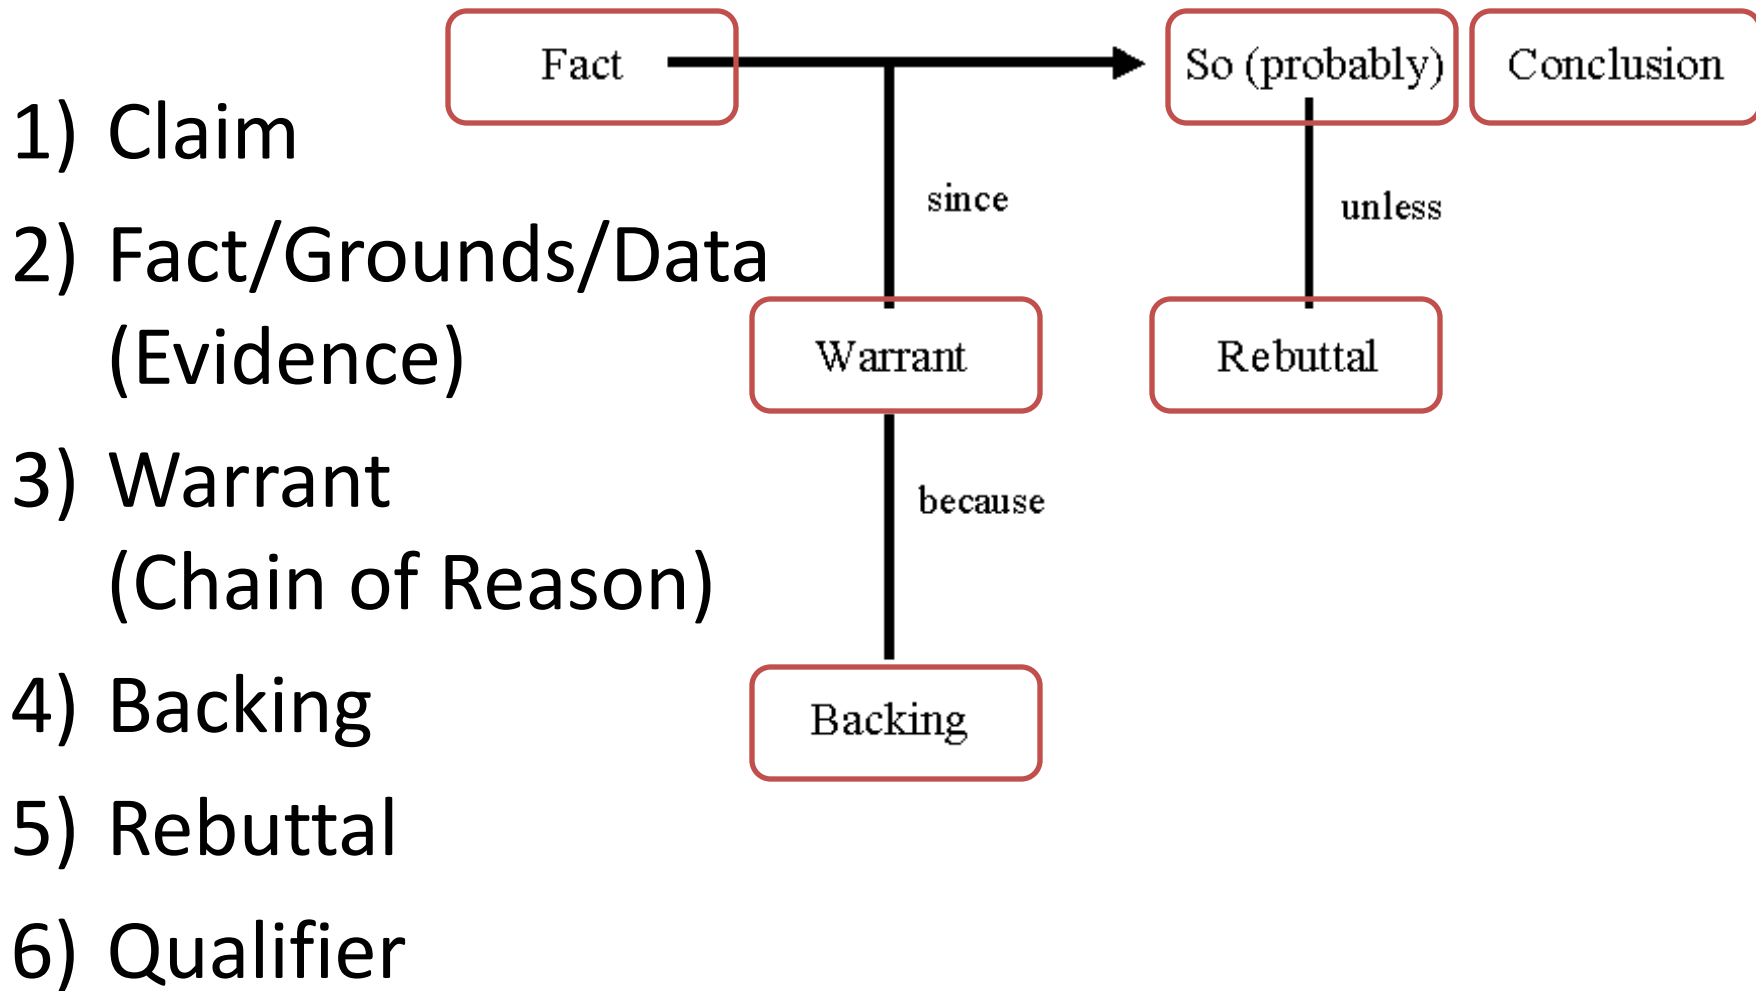 Fact
So (probably)
Conclusion
1) Claim
since
unless
2) Fact/Grounds/Data
(Evidence)
Warrant
Rebuttal
3) Warrant
because
(Chain of Reason)
4) Backing
Backing
5) Rebuttal
6) Qualifier